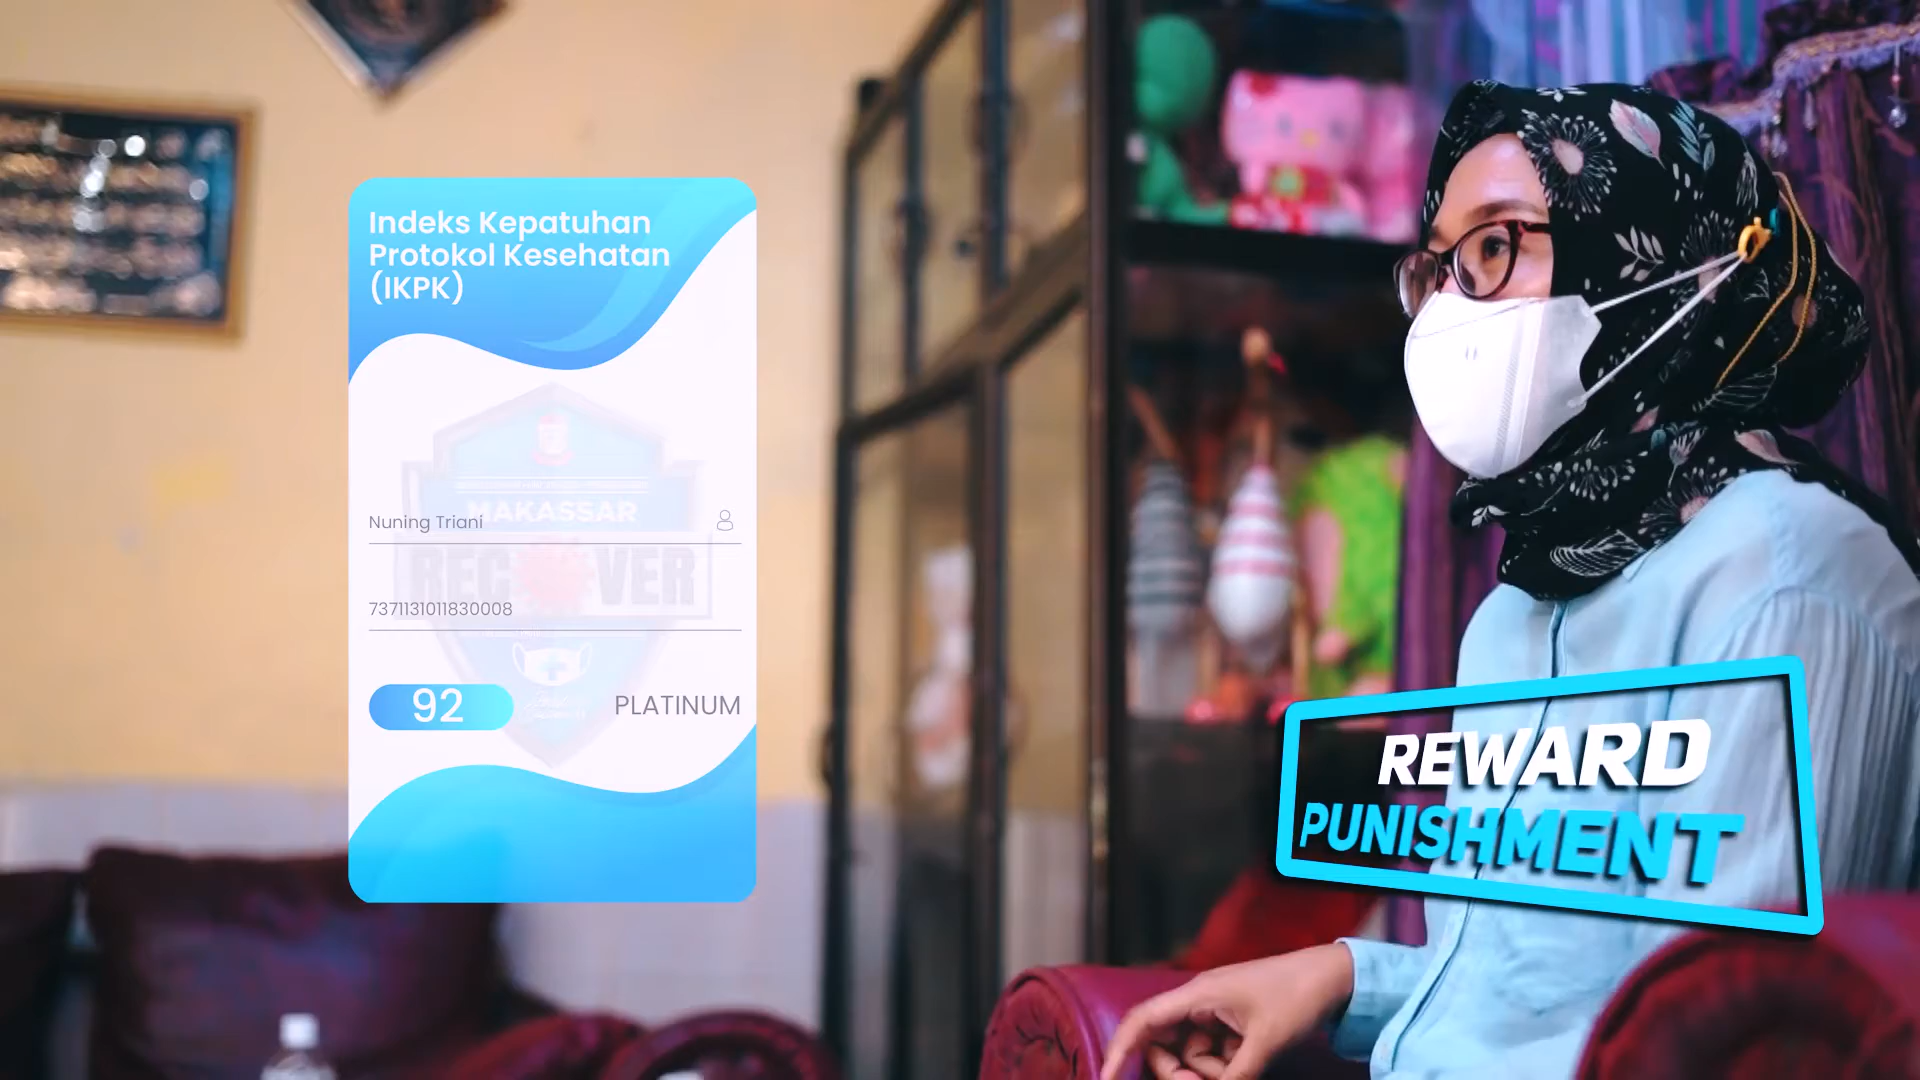 Indeks Kepatuhan
Protokol Kesehatan
(IKPK)
MAKASSAR
Nuning Triani
RECOVER
7371131011830008
92
PLATINUM
REWARD
PUNISHMENT